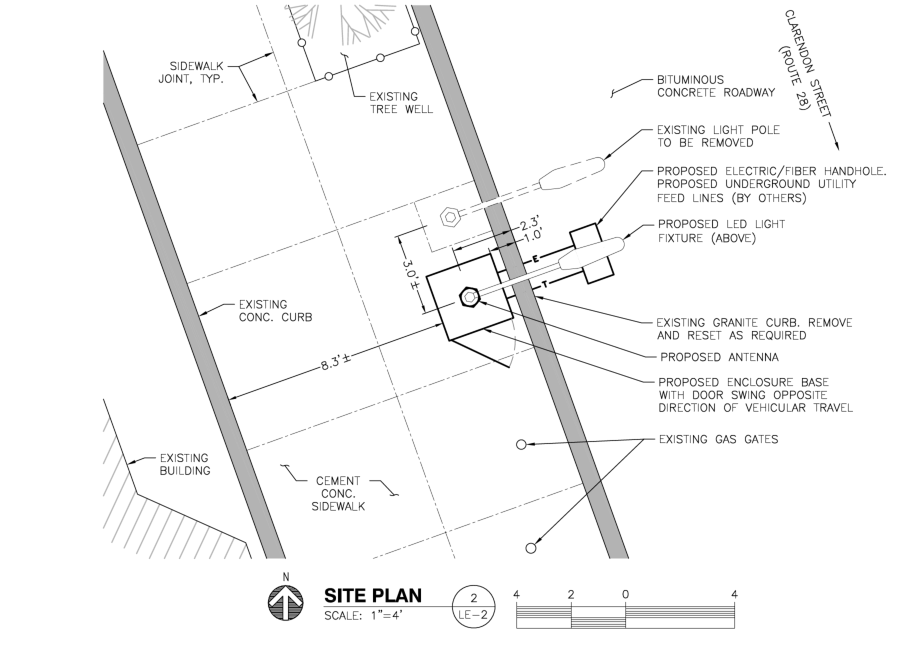 CLARENDON STREET
(ROUTE 28)
SIDEWALK
JOINT, TYP.
EXISTING
TREE WELL
BITUMINOUS
CONCRETE ROADWAY
EXISTING LIGHT POLE
TO BE REMOVED
PROPOSED ELECTRIC/FIBER HANDHOLE.
PROPOSED UNDERGROUND UTILITY
FEED LINES (BY OTHERS)
PROPOSED LED LIGHT
FIXTURE (ABOVE)
2.3'
1.0'
3.0'±
E
T
EXISTING
CONC. CURB
8.3'±
EXISTING GRANITE CURB. REMOVE
AND RESET AS REQUIRED
PROPOSED ANTENNA
PROPOSED ENCLOSURE BASE
WITH DOOR SWING OPPOSITE
DIRECTION OF VEHICULAR TRAVEL
EXISTING GAS GATES
EXISTING
BUILDING
CEMENT
CONC.
SIDEWALK
N
SITE PLAN
SCALE: 1"=4'
2
LE-2
4 2 0 4